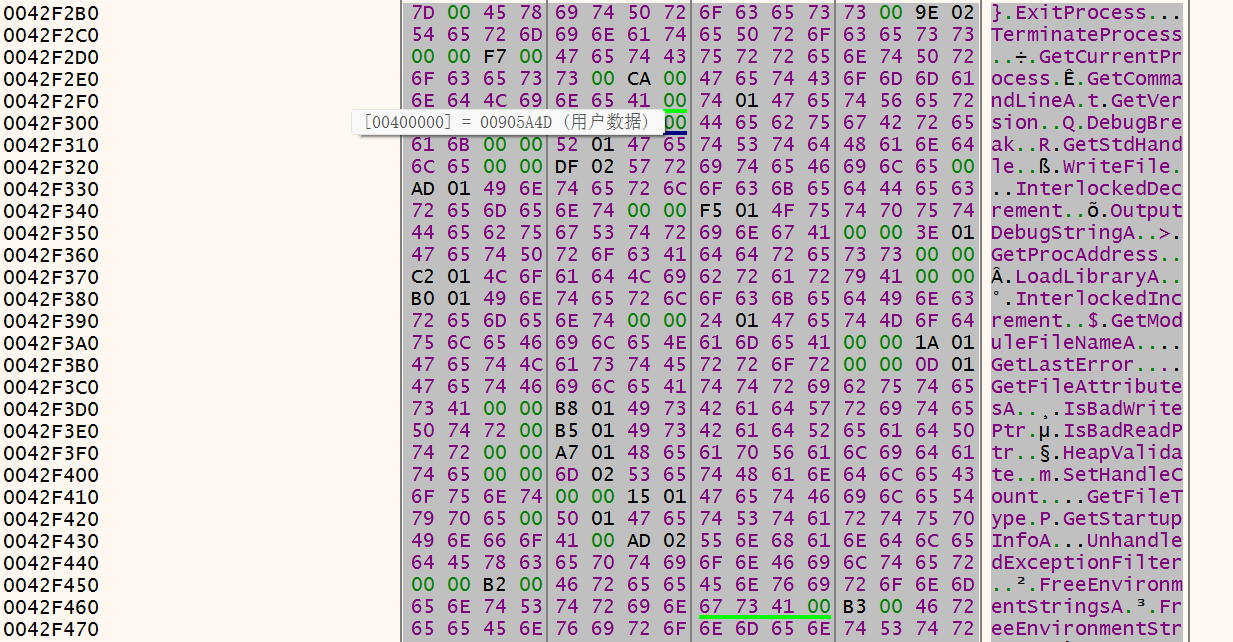 0042F2B0 7D 00 45 78 69 74 50 72 6F 63 65 73 73 00 9E 02 }.ExitProcess...
0042F2C0 54 65 72 6D 69 6E 61 74 65 50 72 6F 63 65 73 73 TerminateProcess
0042F2D0 00 00 F7 00 47 65 74 43 75 72 72 65 6E 74 50 72 ..÷.GetCurrentPr
0042F2E0 6F 63 65 73 73 00 CA 00 47 65 74 43 6F 6D 6D 61 ocess.Ê.GetComma
0042F2F0 6E 64 4C 69 6E 65 41 00 74 01 47 65 74 56 65 72 ndLineA.t.GetVer
0042F300 [00400000] = 00905A4D (用户数据) 00 44 65 62 75 67 42 72 65 sion..Q.DebugBre
0042F310 61 6B 00 00 52 01 47 65 74 53 74 64 48 61 6E 64 ak..R.GetStdHand
0042F320 6C 65 00 00 DF 02 57 72 69 74 65 46 69 6C 65 00 le..ß.WriteFile.
0042F330 AD 01 49 6E 74 65 72 6C 6F 63 6B 65 64 44 65 63 ..InterlockedDec
0042F340 72 65 6D 65 6E 74 00 00 F5 01 4F 75 74 70 75 74 rement..õ.Output
0042F350 44 65 62 75 67 53 74 72 69 6E 67 41 00 00 3E 01 DebugStringA..>.
0042F360 47 65 74 50 72 6F 63 41 64 64 72 65 73 73 00 00 GetProcAddress..
0042F370 C2 01 4C 6F 61 64 4C 69 62 72 61 72 79 41 00 00 Â.LoadLibraryA..
0042F380 B0 01 49 6E 74 65 72 6C 6F 63 6B 65 64 49 6E 63 °.InterlockedInc
0042F390 72 65 6D 65 6E 74 00 00 24 01 47 65 74 4D 6F 64 rement..$.GetMod
0042F3A0 75 6C 65 46 69 6C 65 4E 61 6D 65 41 00 00 1A 01 uleFileNameA....
0042F3B0 47 65 74 4C 61 73 74 45 72 72 6F 72 00 00 0D 01 GetLastError....
0042F3C0 47 65 74 46 69 6C 65 41 74 74 72 69 62 75 74 65 GetFileAttribute
0042F3D0 73 41 00 00 B8 01 49 73 42 61 64 57 72 69 74 65 sA..¸.IsBadWrite
0042F3E0 50 74 72 00 B5 01 49 73 42 61 64 52 65 61 64 50 Ptr.µ.IsBadReadP
0042F3F0 74 72 00 00 A7 01 48 65 61 70 56 61 6C 69 64 61 tr..§.HeapValida
0042F400 74 65 00 00 6D 02 53 65 74 48 61 6E 64 6C 65 43 te..m.SetHandleC
0042F410 6F 75 6E 74 00 00 15 01 47 65 74 46 69 6C 65 54 ount....GetFileT
0042F420 79 70 65 00 50 01 47 65 74 53 74 61 72 74 75 70 ype.P.GetStartup
0042F430 49 6E 66 6F 41 00 AD 02 55 6E 68 61 6E 64 6C 65 InfoA...Unhandle
0042F440 64 45 78 63 65 70 74 69 6F 6E 46 69 6C 74 65 72 dExceptionFilter
0042F450 00 00 B2 00 46 72 65 65 45 6E 76 69 72 6F 6E 6D ..².FreeEnvironm
0042F460 65 6E 74 53 74 72 69 6E 67 73 41 00 B3 00 46 72 entStringsA.³.Fr
0042F470 65 65 45 6E 76 69 72 6F 6E 6D 65 6E 74 53 74 72 eeEnvironmentStr